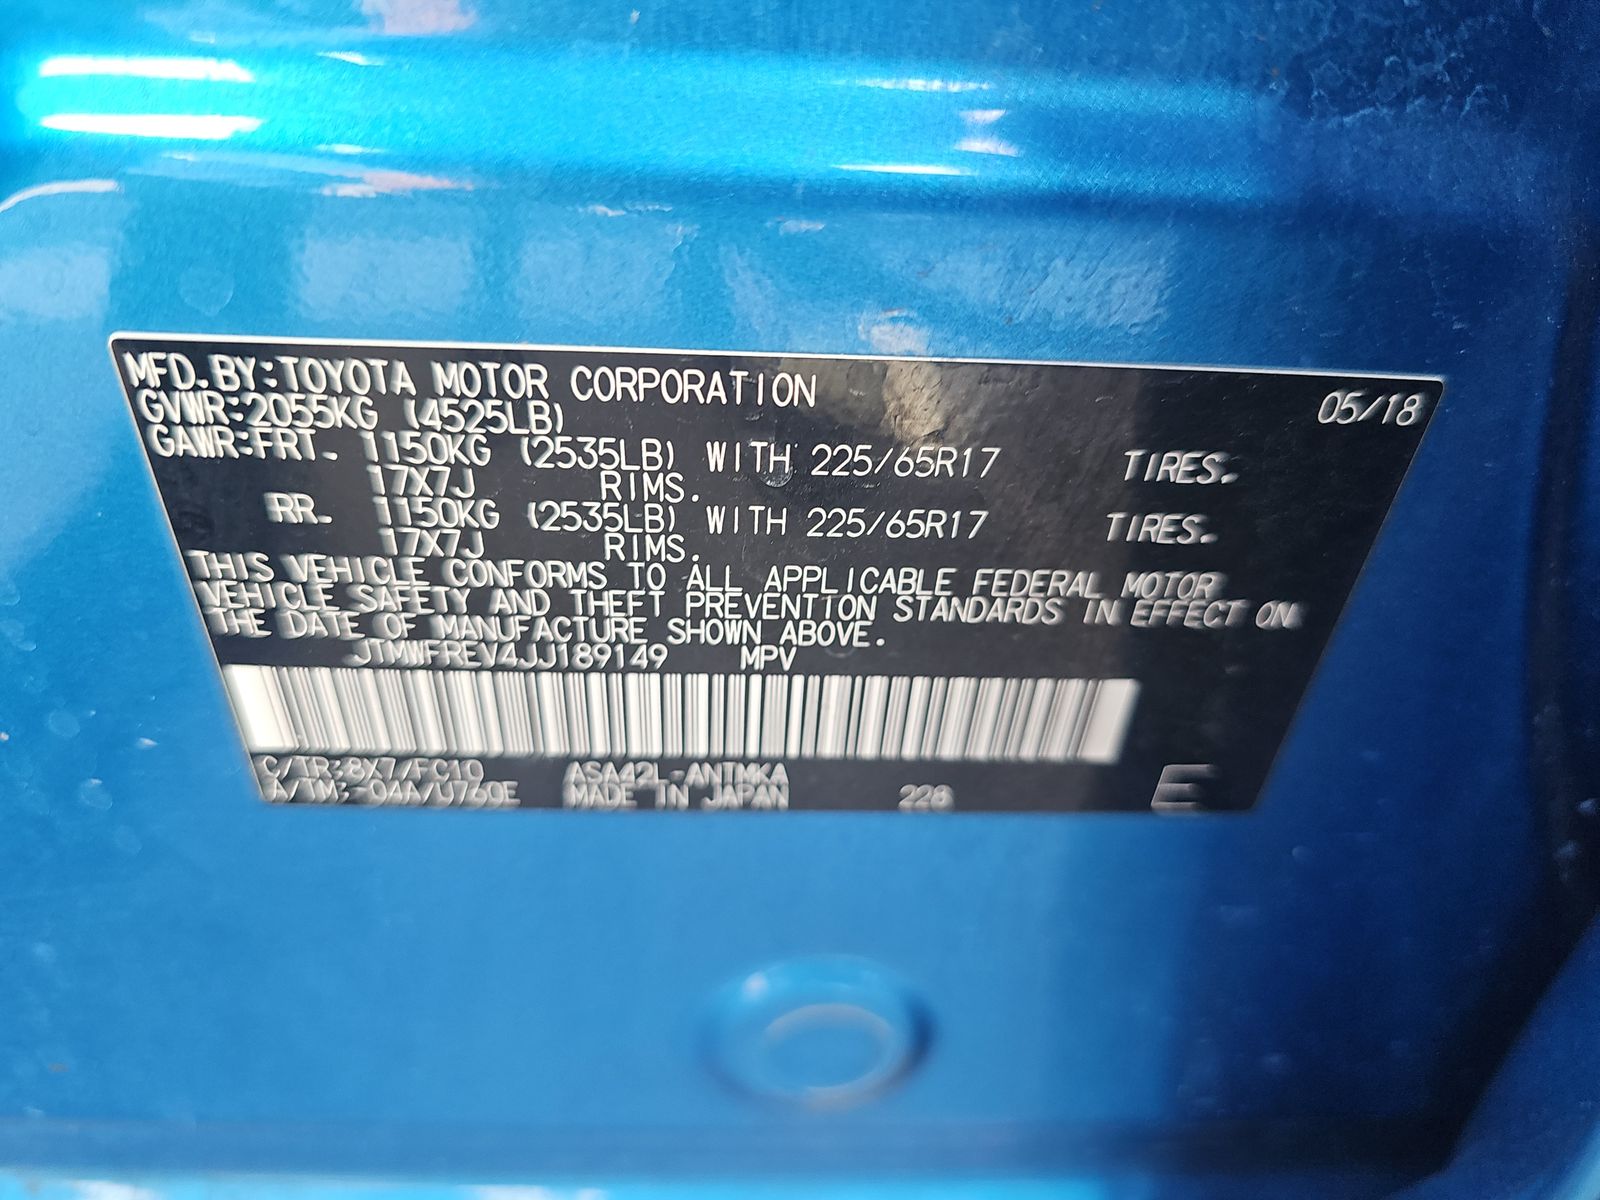 MFD.BY:TOYOTA MOTOR CORPORATION 05/18
GVWR:2055KG (4525LB)
GAWR:FRT. 1150KG (2535LB) WITH 225/65R17 TIRES.
17X7J RIMS.
RR. 1150KG (2535LB) WITH 225/65R17 TIRES.
17X7J RIMS.
THIS VEHICLE CONFORMS TO ALL APPLICABLE FEDERAL MOTOR
VEHICLE SAFETY AND THEFT PREVENTION STANDARDS IN EFFECT ON
THE DATE OF MANUFACTURE SHOWN ABOVE.
JTMWFREV4JJ189149 MPV
C/TR:8X7/FC10 ASA42L-ANTMKA
A/TM:-04A/U760E MADE IN JAPAN 228 E